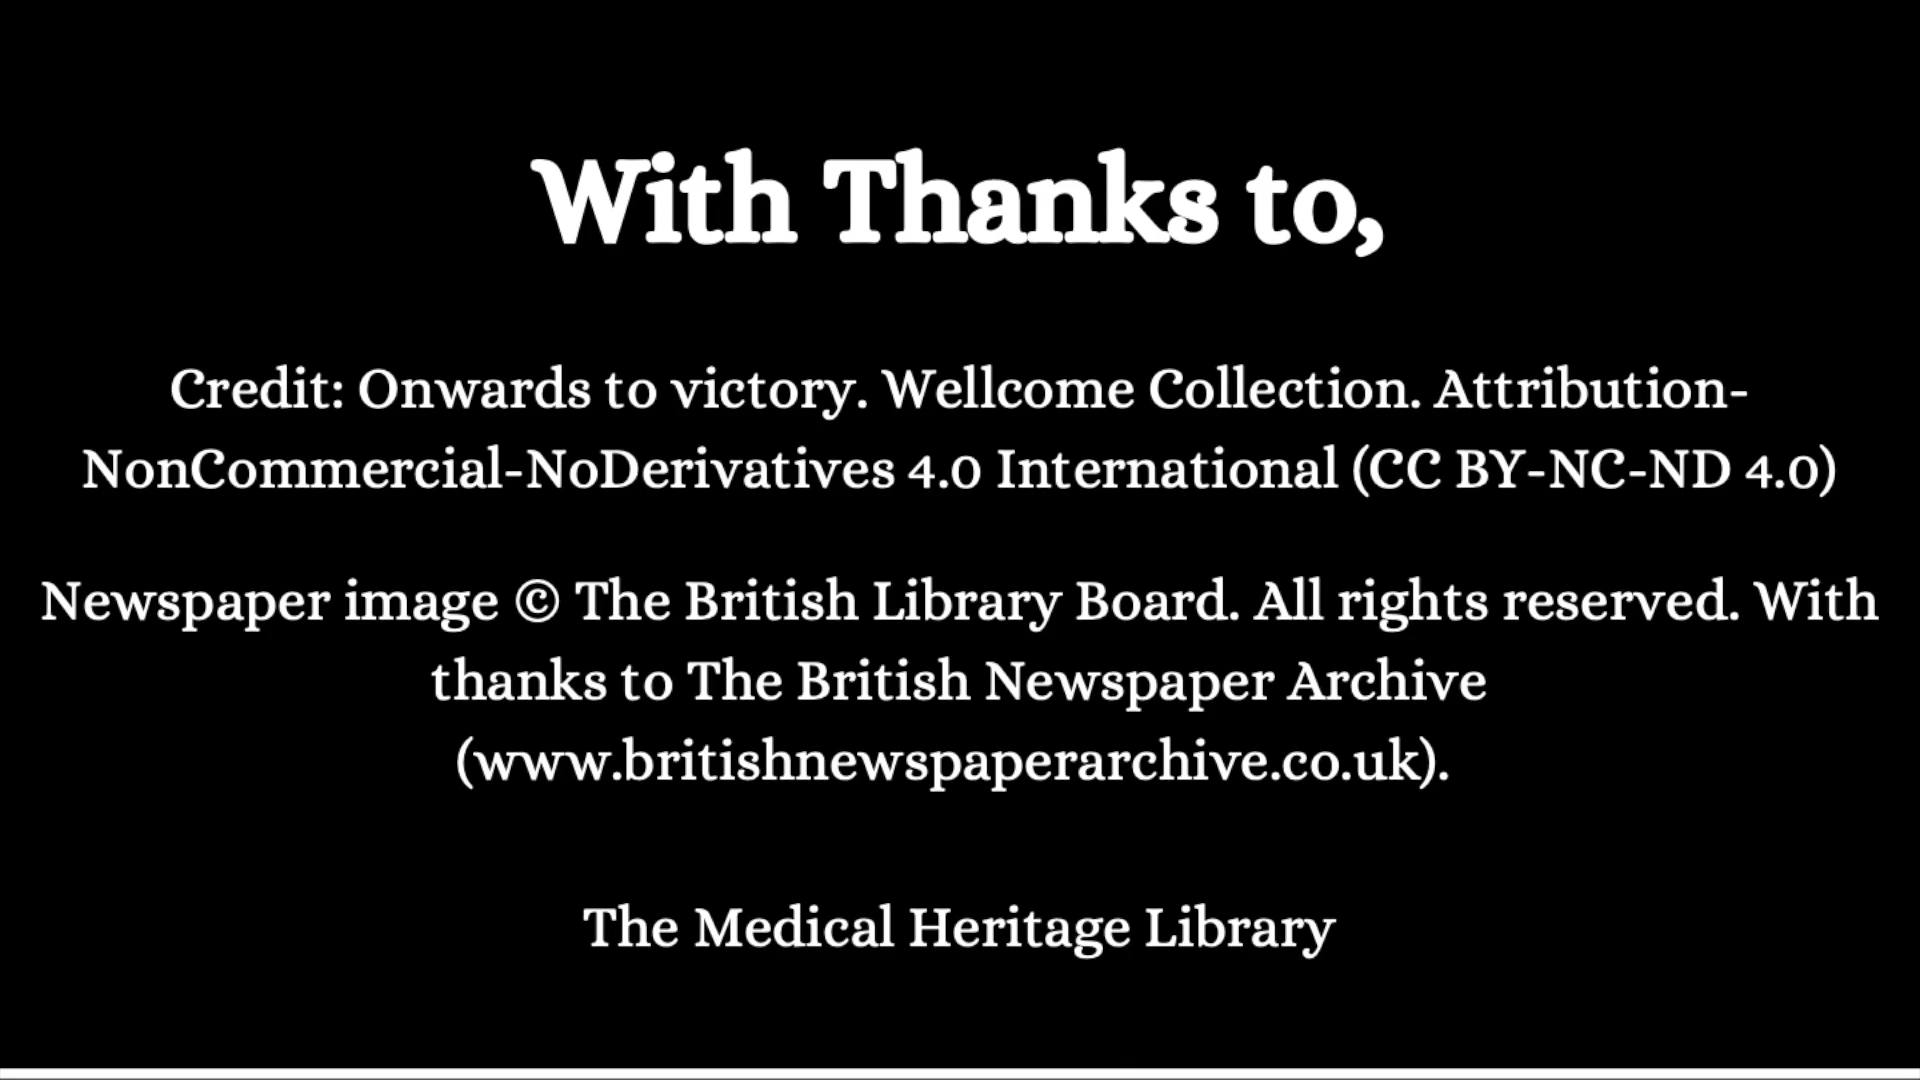 With Thanks to,
Credit: Onwards to victory. Wellcome Collection. Attribution-
NonCommercial-NoDerivatives 4.0 International (CC BY-NC-ND 4.0)
Newspaper image © The British Library Board. All rights reserved. With
thanks to The British Newspaper Archive
(www.britishnewspaperarchive.co.uk).
The Medical Heritage Library